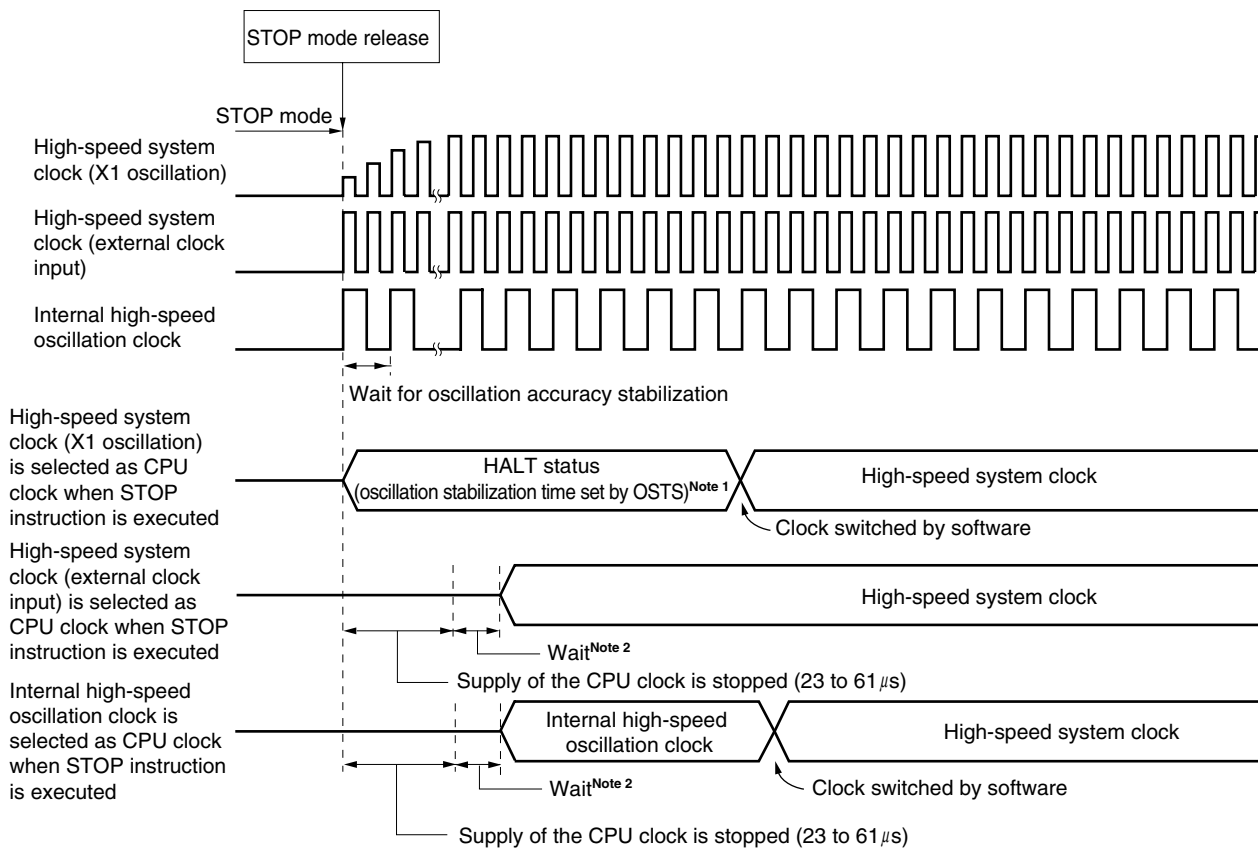 STOP mode release
STOP mode
High-speed system
clock (X1 oscillation)
High-speed system
clock (external clock
input)
Internal high-speed
oscillation clock
Wait for oscillation accuracy stabilization
High-speed system
clock (X1 oscillation)
is selected as CPU
clock when STOP
instruction is executed
HALT status
(oscillation stabilization time set by OSTS)Note 1
High-speed system clock
Clock switched by software
High-speed system
clock (external clock
input) is selected as
CPU clock when STOP
instruction is executed
High-speed system clock
WaitNote 2
Supply of the CPU clock is stopped (23 to 61 μs)
Internal high-speed
oscillation clock is
selected as CPU clock
when STOP instruction
is executed
Internal high-speed
oscillation clock
High-speed system clock
WaitNote 2
Clock switched by software
Supply of the CPU clock is stopped (23 to 61 μs)